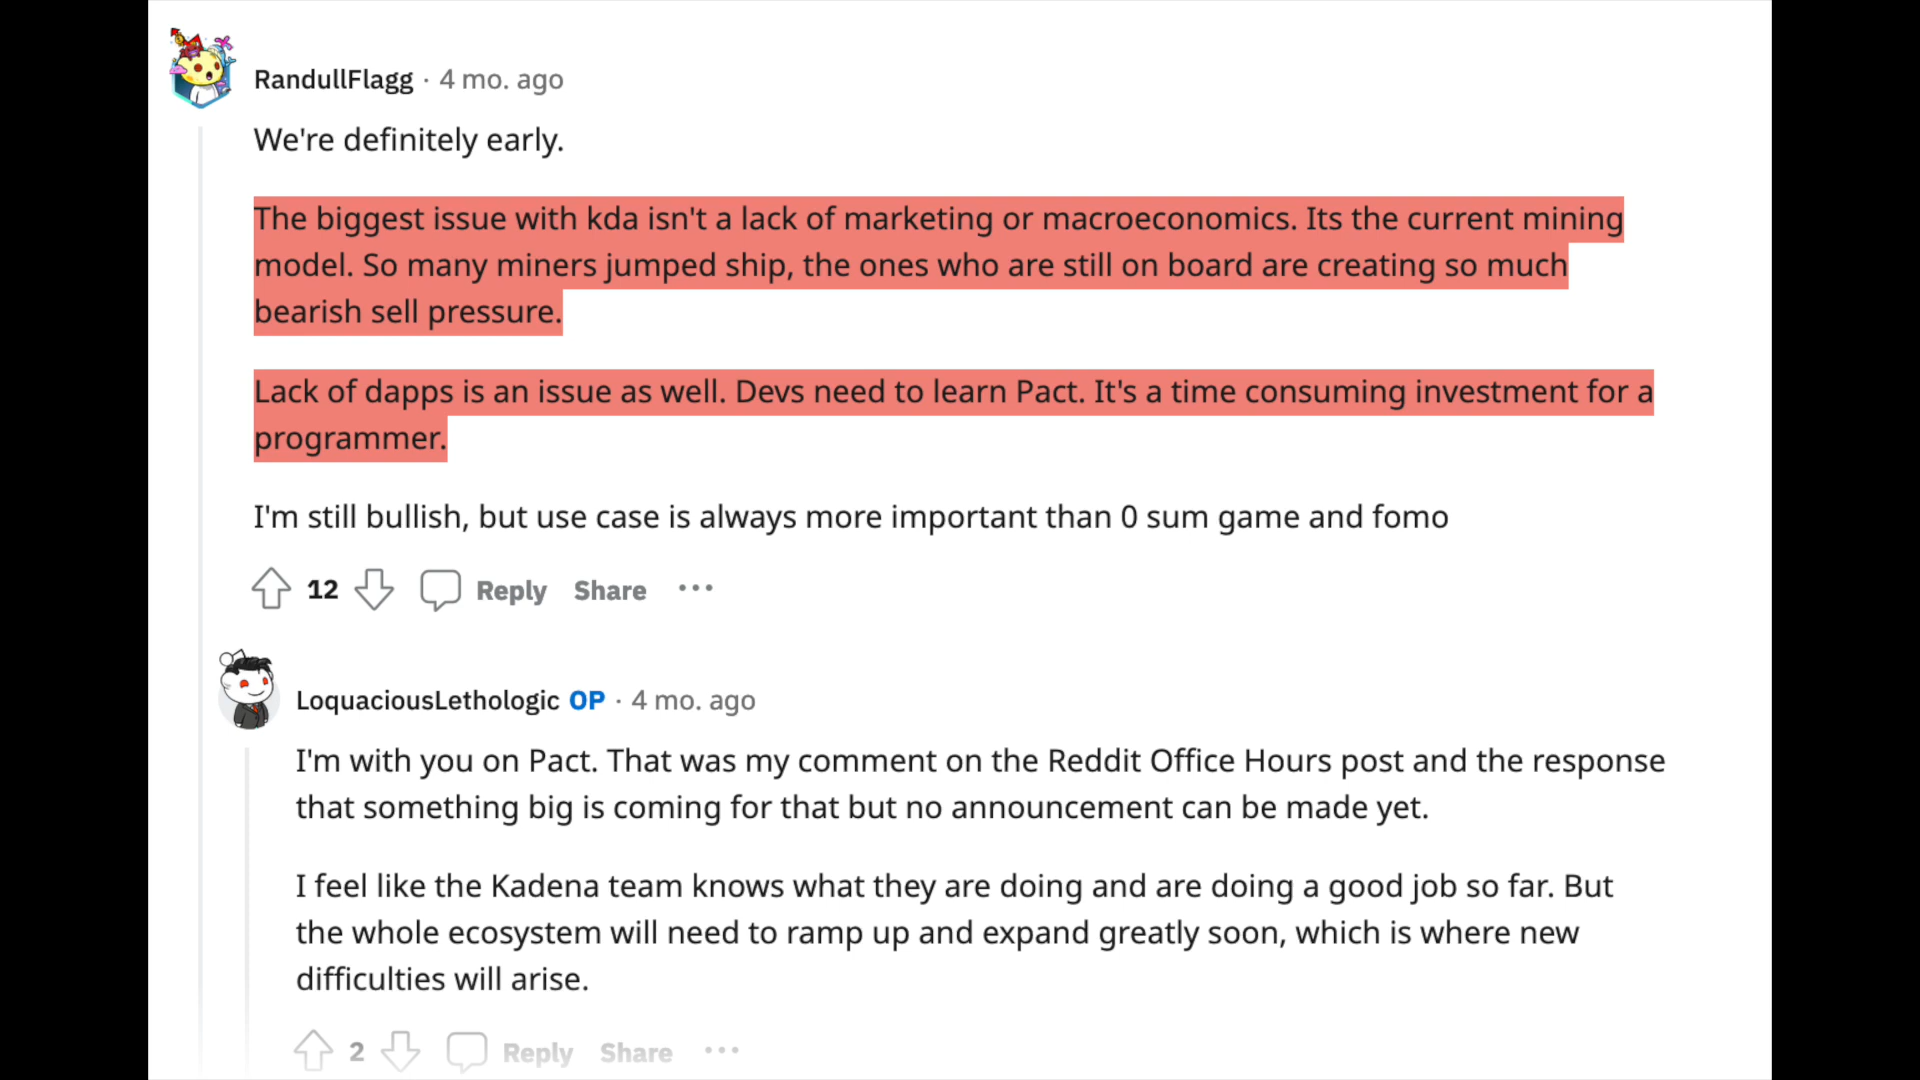 RandullFlagg · 4 mo. ago
We're definitely early.
The biggest issue with kda isn't a lack of marketing or macroeconomics. Its the current mining
model. So many miners jumped ship, the ones who are still on board are creating so much
bearish sell pressure.
Lack of dapps is an issue as well. Devs need to learn Pact. It's a time consuming investment for a
programmer.
I'm still bullish, but use case is always more important than 0 sum game and fomo
12 Reply Share ···
LoquaciousLethologic OP · 4 mo. ago
I'm with you on Pact. That was my comment on the Reddit Office Hours post and the response
that something big is coming for that but no announcement can be made yet.
I feel like the Kadena team knows what they are doing and are doing a good job so far. But
the whole ecosystem will need to ramp up and expand greatly soon, which is where new
difficulties will arise.
2 Reply Share ···